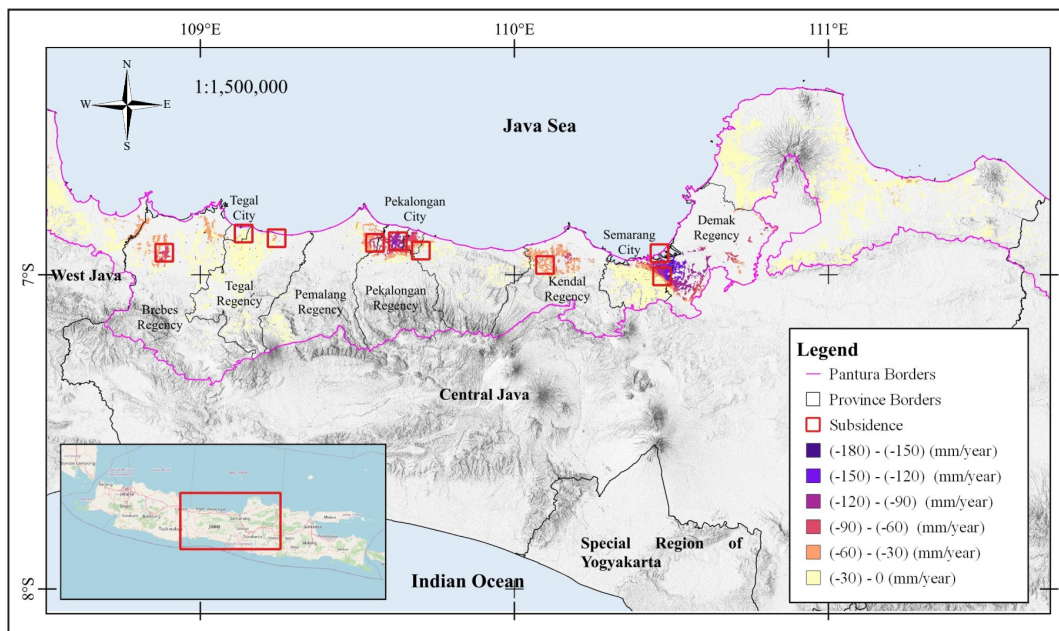 109°E 110°E 111°E
N
W E
S
1:1,500,000
Java Sea
Tegal
City
Pekalongan
City
Semarang
City
Demak
Regency
7°S
West Java
Brebes
Regency
Tegal
Regency
Pemalang
Regency
Pekalongan
Regency
Kendal
Regency
Central Java
Special Region of
Yogyakarta
Indian Ocean
8°S
Legend
Pantura Borders
Province Borders
Subsidence
(-180) - (-150) (mm/year)
(-150) - (-120) (mm/year)
(-120) - (-90) (mm/year)
(-90) - (-60) (mm/year)
(-60) - (-30) (mm/year)
(-30) - 0 (mm/year)
Semarang